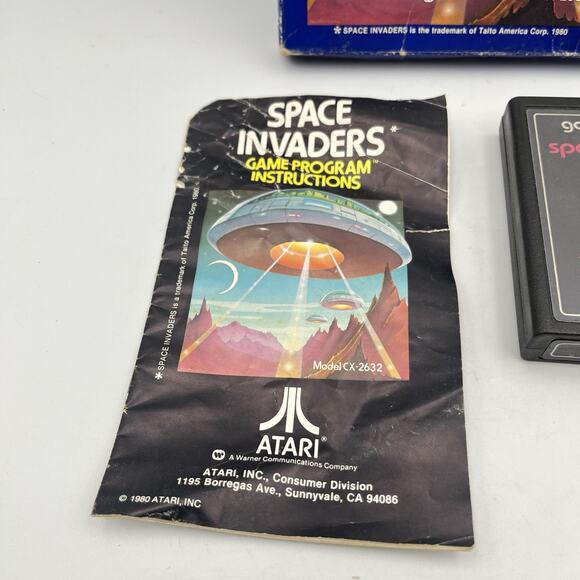 * SPACE INVADERS is the trademark of Taito America Corp. 1980
SPACE
INVADERS*
GAME PROGRAM™
INSTRUCTIONS
* SPACE INVADERS is a trademark of Taito America Corp. 1980
Model CX-2632
ATARI®
A Warner Communications Company
ATARI, INC., Consumer Division
1195 Borregas Ave., Sunnyvale, CA 94086
© 1980 ATARI, INC